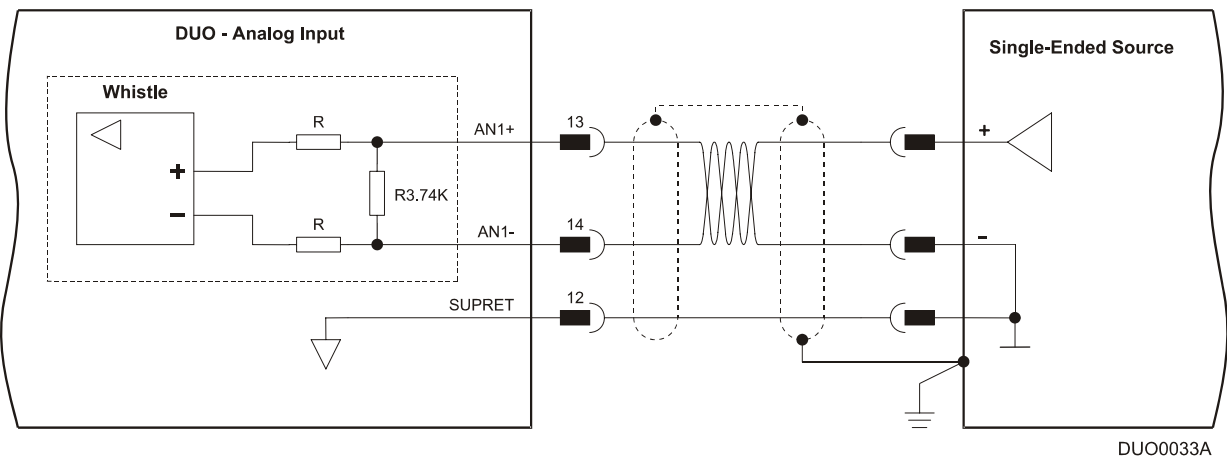 DUO - Analog Input
Single-Ended Source
Whistle
R
AN1+
13
+
+
R3.74K
-
R
AN1-
14
-
SUPRET
12
DUO0033A